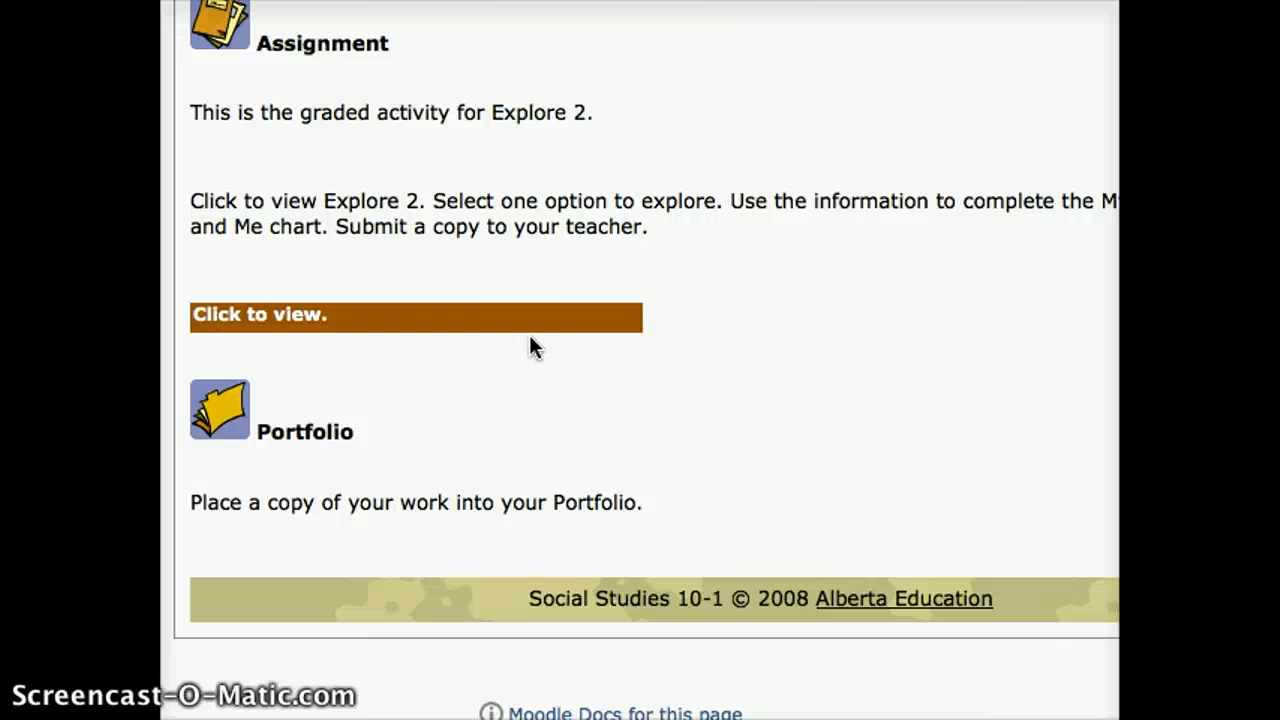 Assignment
This is the graded activity for Explore 2.
Click to view Explore 2. Select one option to explore. Use the information to complete the
and Me chart. Submit a copy to your teacher.
Click to view.
Portfolio
Place a copy of your work into your Portfolio.
Social Studies 10-1 © 2008 Alberta Education
Screencast-O-Matic.com
Moodle Docs for this page